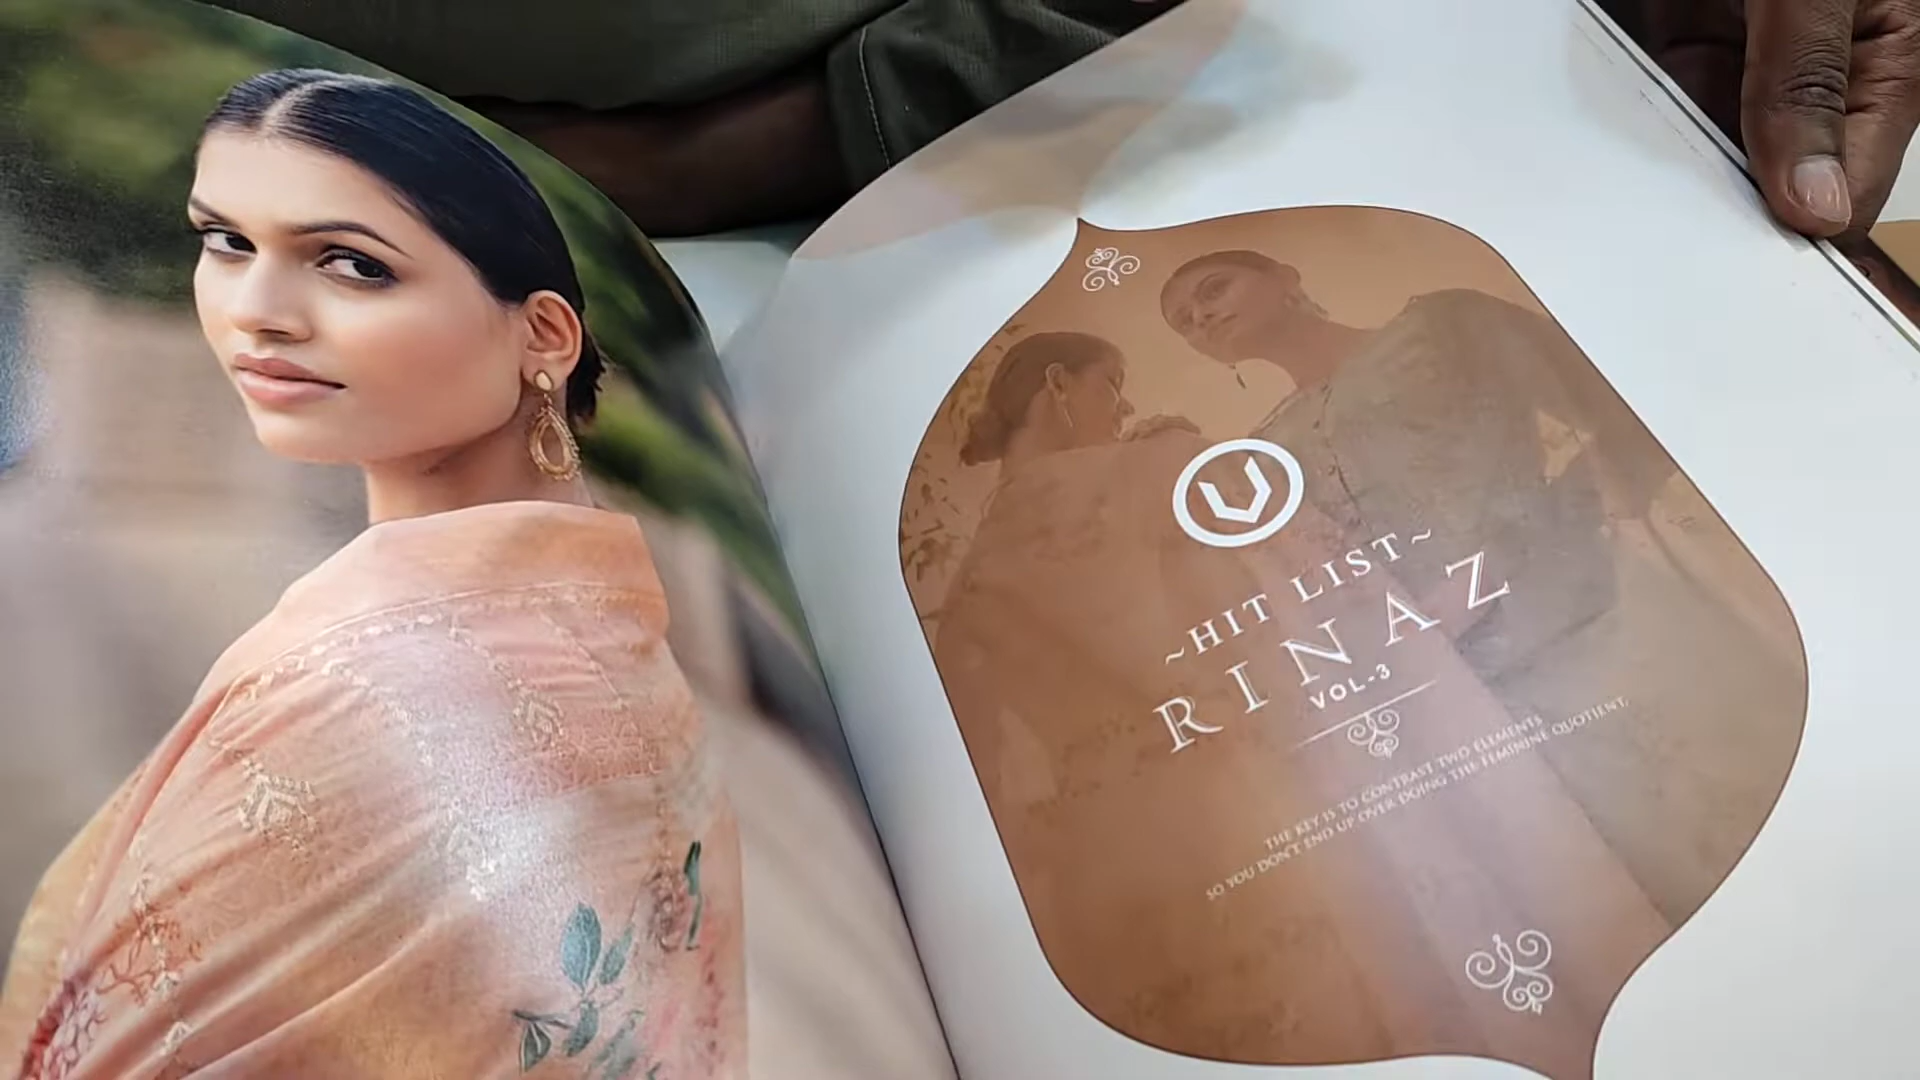 ~HIT LIST~
RINAZ
VOL-3
THE KEY IS TO CONTRAST TWO ELEMENTS
SO YOU DON'T END UP OVER DOING THE FEMININE QUOTIENT.